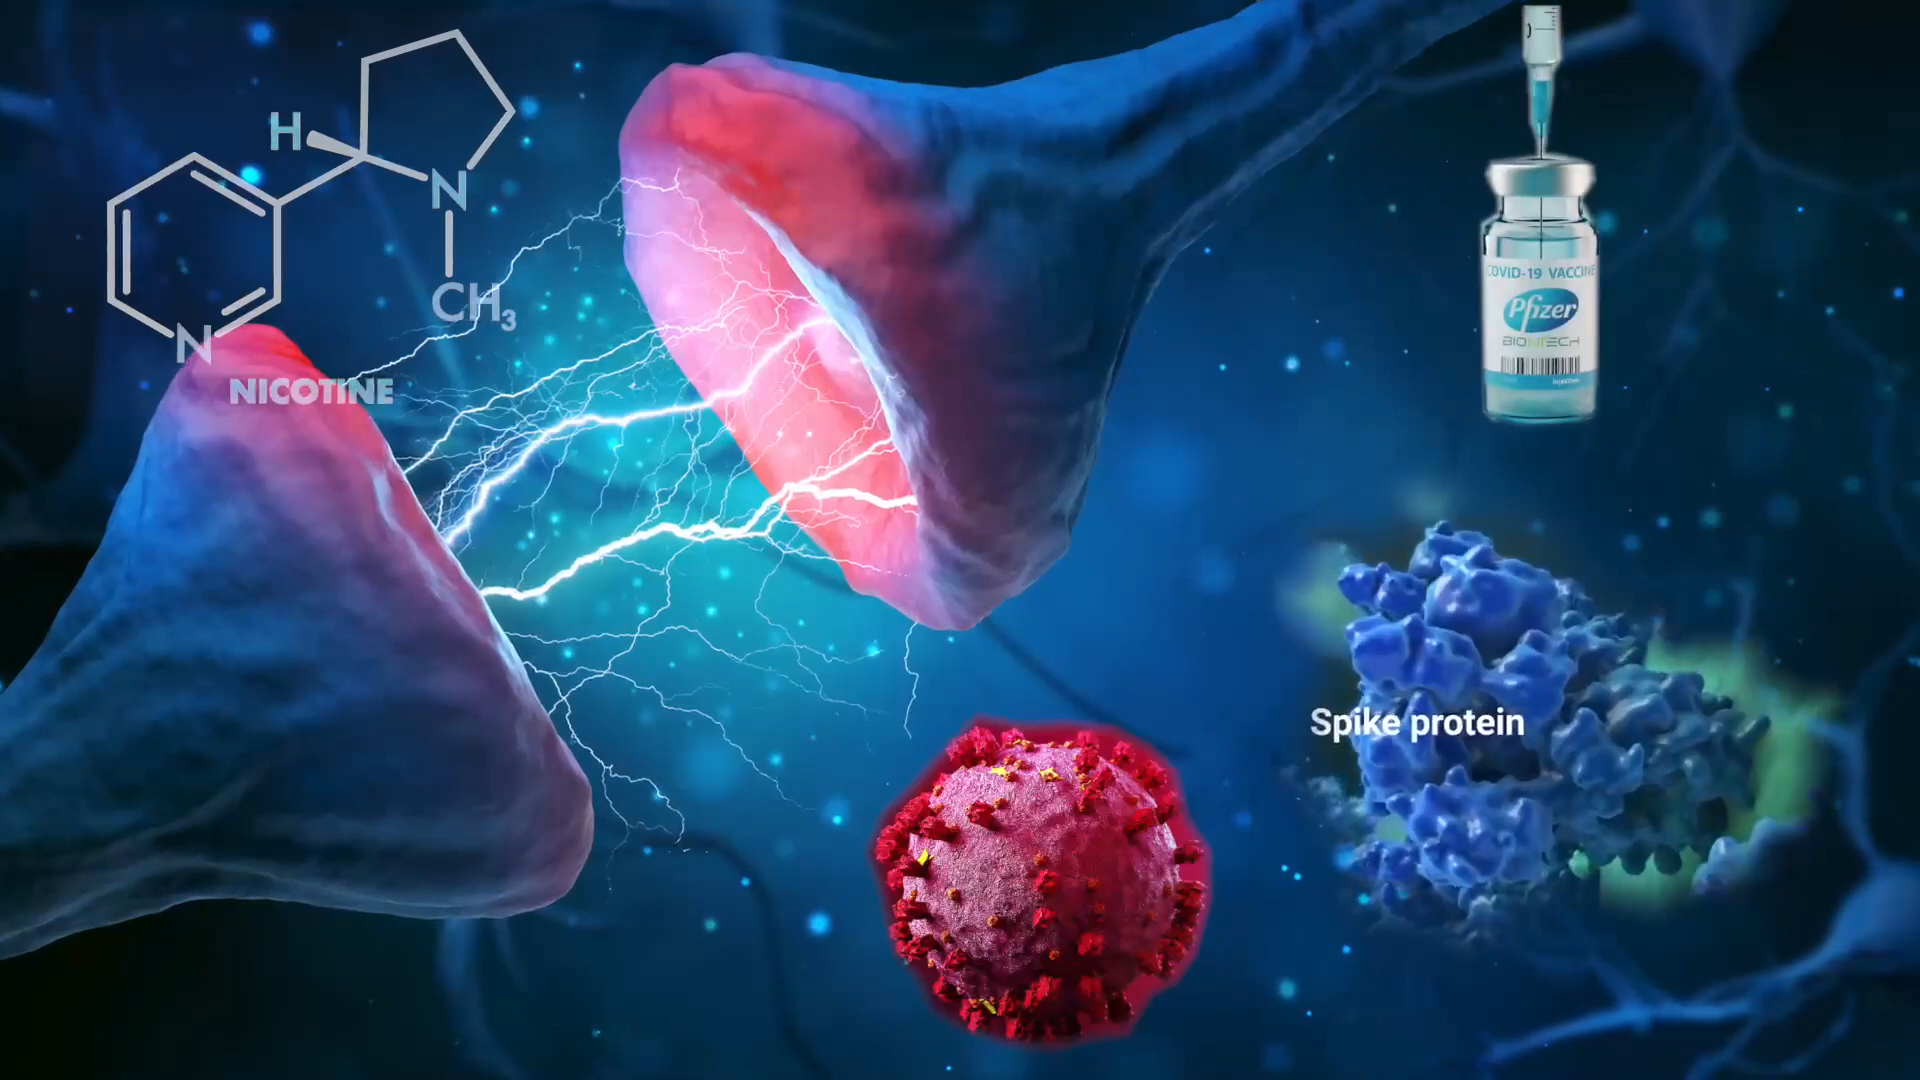 H
N
CH3
N
NICOTINE
COVID-19 VACCINE
Pfizer
BIONTECH
Spike protein